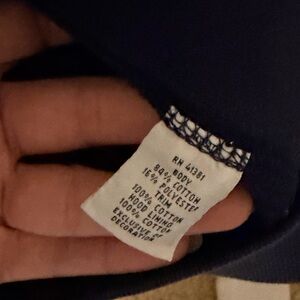 RN 41381
BODY
84% COTTON
16% POLYESTER
TRIM
100% COTTON
HOOD LINING
100% COTTON
EXCLUSIVE OF
DECORATION